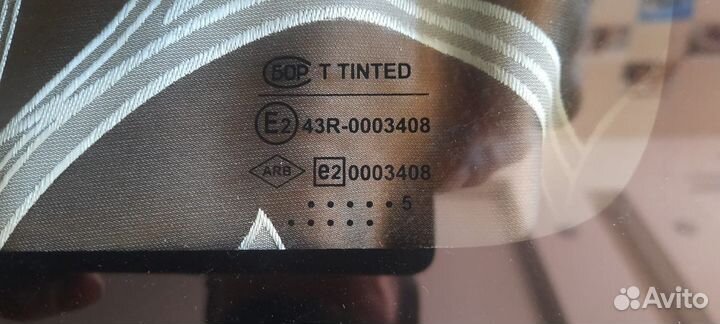 БОР T TINTED
E2 43R-0003408
ARB e2 0003408
5
Avito